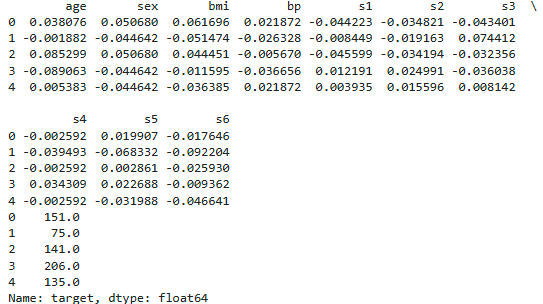 age       sex       bmi        bp        s1        s2        s3  \
0  0.038076  0.050680  0.061696  0.021872 -0.044223 -0.034821 -0.043401
1 -0.001882 -0.044642 -0.051474 -0.026328 -0.008449 -0.019163  0.074412
2  0.085299  0.050680  0.044451 -0.005670 -0.045599 -0.034194 -0.032356
3 -0.089063 -0.044642 -0.011595 -0.036656  0.012191  0.024991 -0.036038
4  0.005383 -0.044642 -0.036385  0.021872  0.003935  0.015596  0.008142

         s4        s5        s6
0 -0.002592  0.019907 -0.017646
1 -0.039493 -0.068332 -0.092204
2 -0.002592  0.002861 -0.025930
3  0.034309  0.022688 -0.009362
4 -0.002592 -0.031988 -0.046641
0    151.0
1     75.0
2    141.0
3    206.0
4    135.0
Name: target, dtype: float64